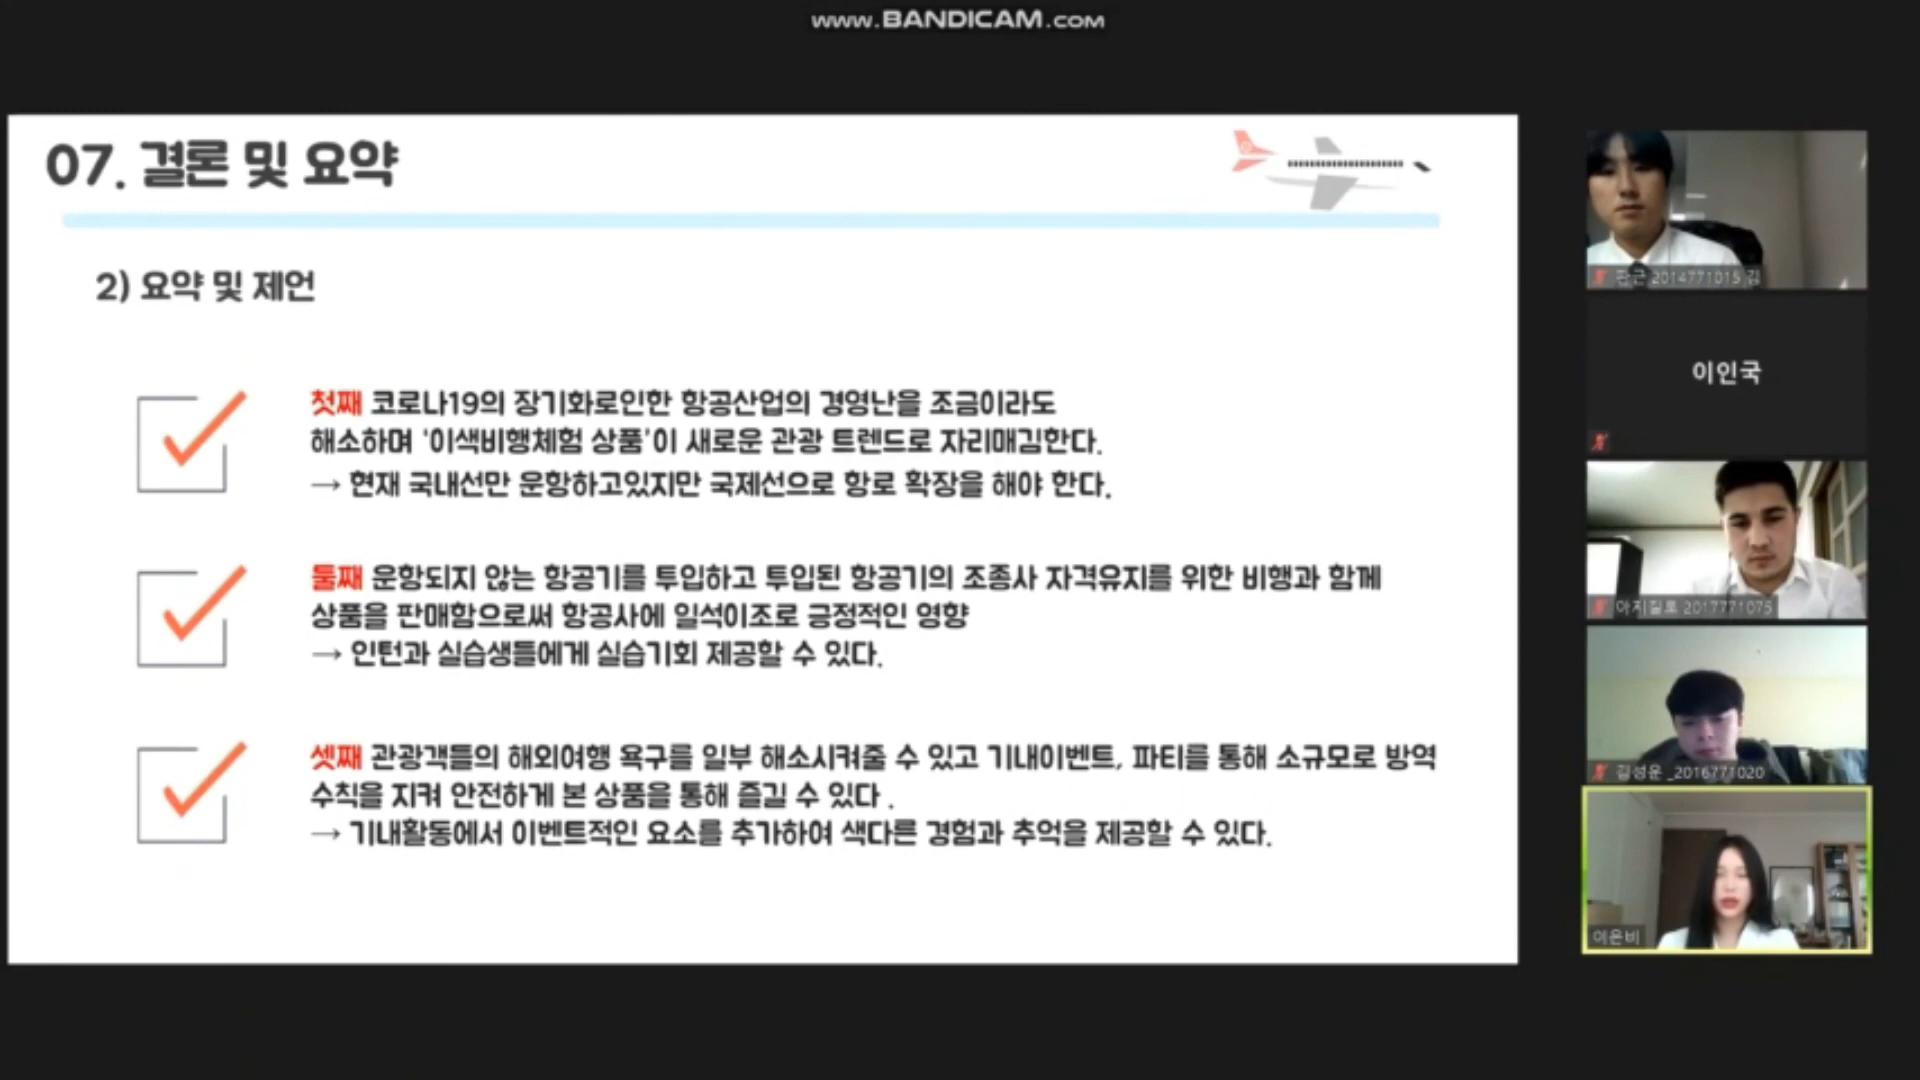 www.BANDICAM.COM
07. 결론 및 요약
2) 요약 및 제언
첫째 코로나19의 장기화로인한 항공산업의 경영난을 조금이라도
해소하며 '이색비행체험 상품'이 새로운 관광 트렌드로 자리매김한다.
→ 현재 국내선만 운항하고있지만 국제선으로 항로 확장을 해야 한다.
둘째 운항되지 않는 항공기를 투입하고 투입된 항공기의 조종사 자격유지를 위한 비행과 함께
상품을 판매함으로써 항공사에 일석이조로 긍정적인 영향
→ 인턴과 실습생들에게 실습기회 제공할 수 있다.
셋째 관광객들의 해외여행 욕구를 일부 해소시켜줄 수 있고 기내이벤트, 파티를 통해 소규모로 방역
수칙을 지켜 안전하게 본 상품을 통해 즐길 수 있다 .
→ 기내활동에서 이벤트적인 요소를 추가하여 색다른 경험과 추억을 제공할 수 있다.
판근 2014771015 김
이인국
아지질로 2017771075
김성운 _2016771020
이은비